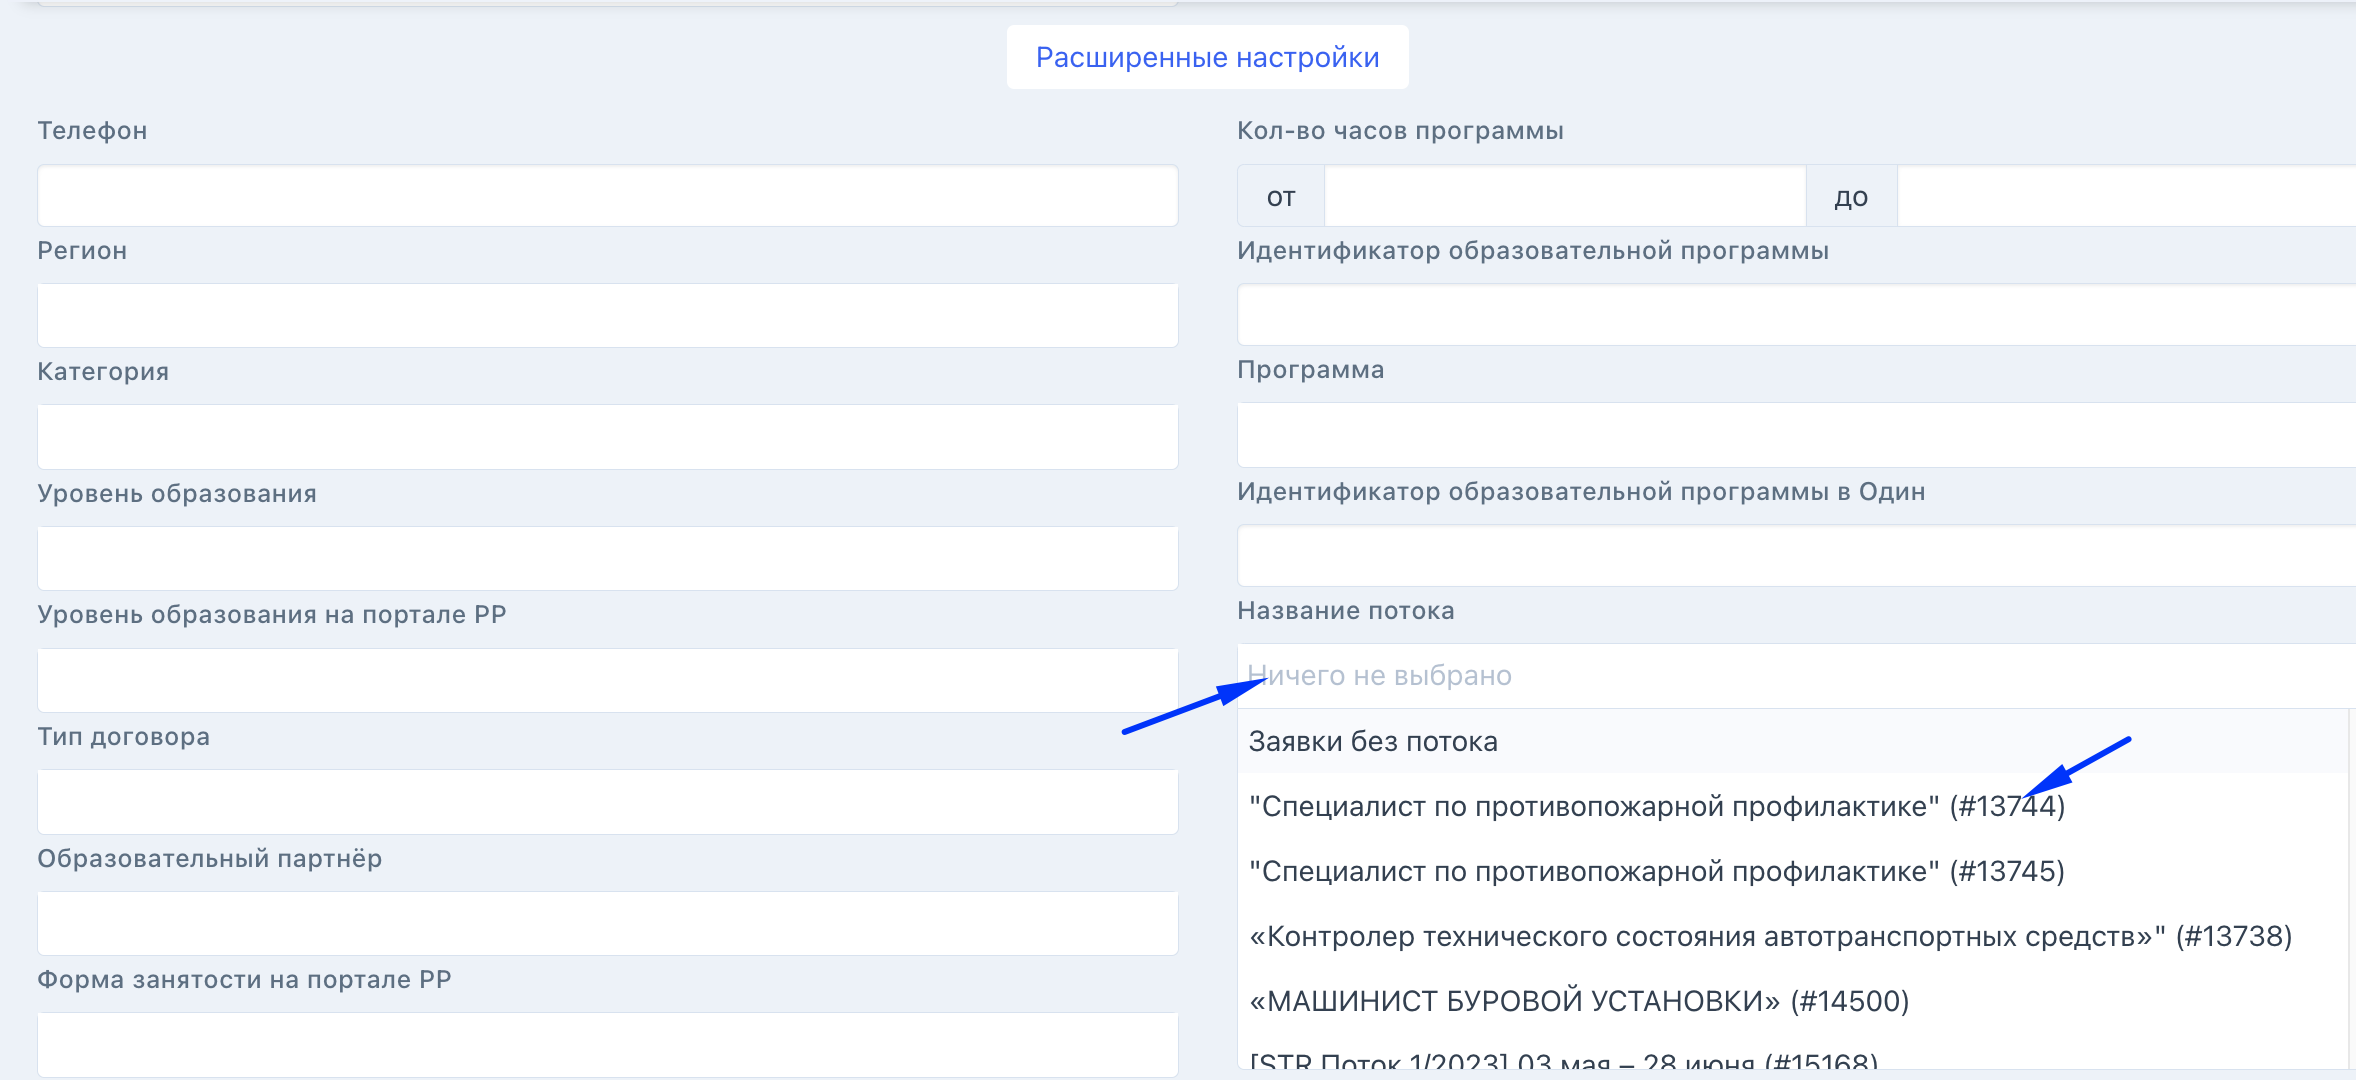 Расширенные настройки
Телефон
Регион
Категория
Уровень образования
Уровень образования на портале РР
Тип договора
Образовательный партнёр
Форма занятости на портале РР
Кол-во часов программы
от
до
Идентификатор образовательной программы
Программа
Идентификатор образовательной программы в Один
Название потока
Ничего не выбрано
Заявки без потока
"Специалист по противопожарной профилактике" (#13744)
"Специалист по противопожарной профилактике" (#13745)
«Контролер технического состояния автотранспортных средств»" (#13738)
«МАШИНИСТ БУРОВОЙ УСТАНОВКИ» (#14500)
[STR Поток 1/2023] 03 мая – 28 июня (#15168)